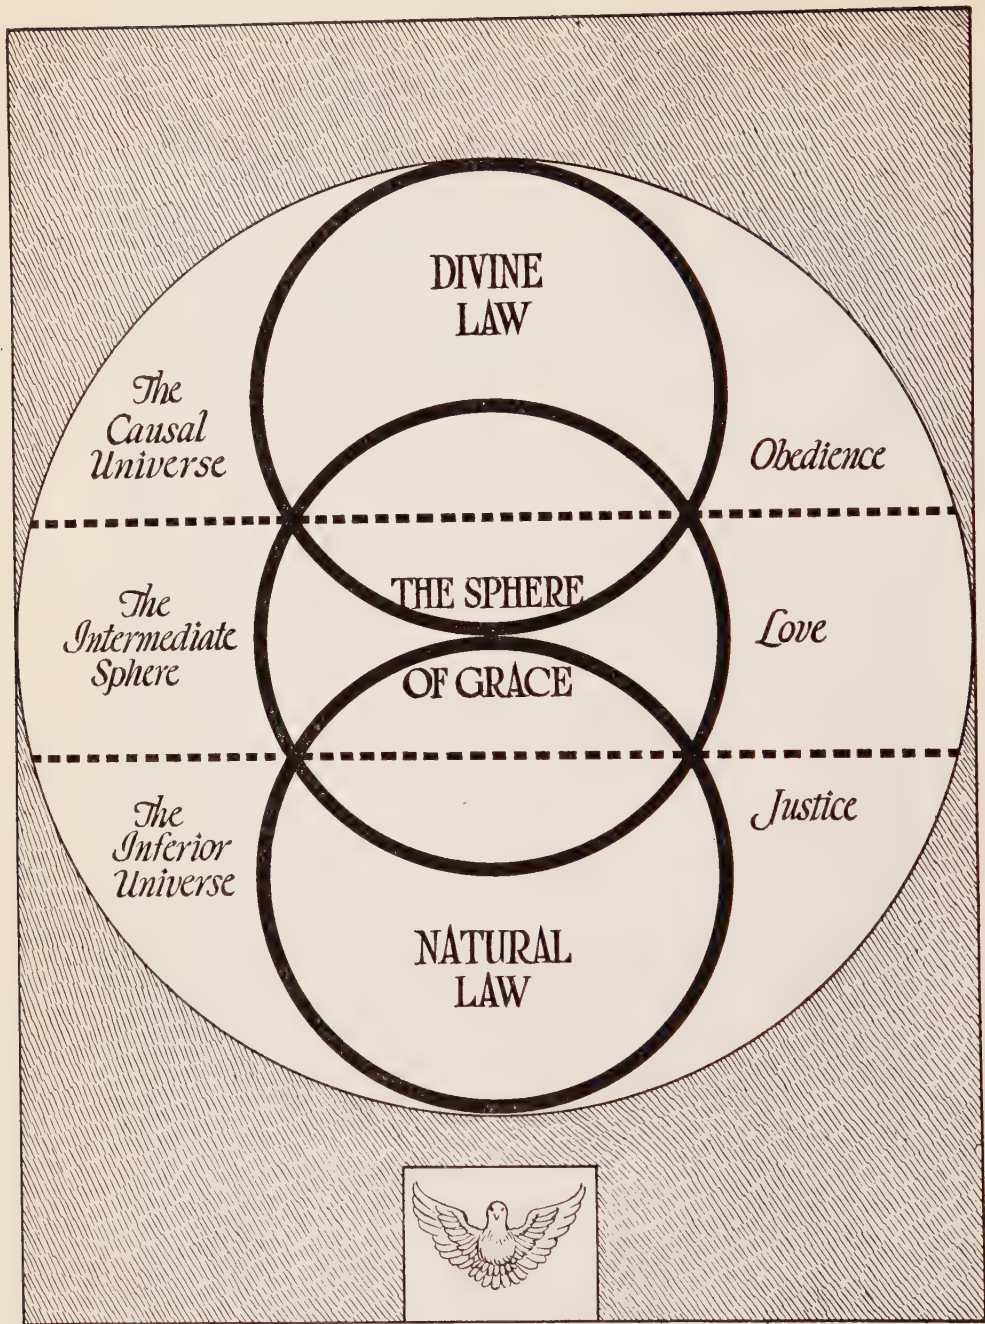 DIVINE
LAW
The
Causal
Universe
Obedience
THE SPHERE
OF GRACE
The
Intermediate
Sphere
Love
The
Inferior
Universe
Justice
NATURAL
LAW